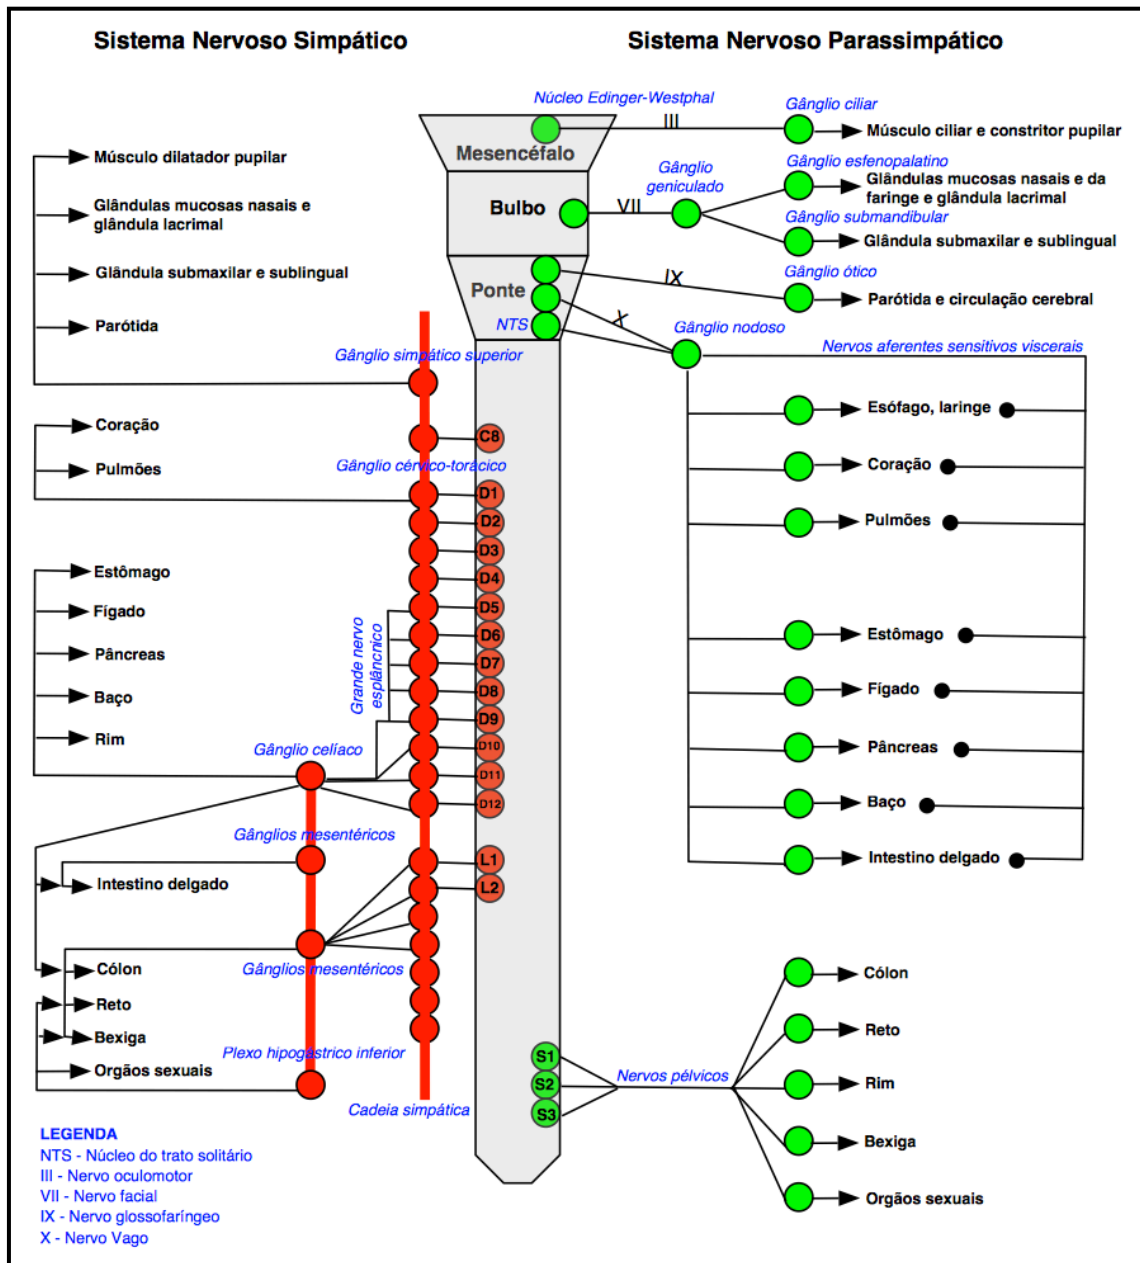 Sistema Nervoso Simpático
Sistema Nervoso Parassimpático
Músculo dilatador pupilar
Glândulas mucosas nasais e
glândula lacrimal
Glândula submaxilar e sublingual
Parótida
Gânglio simpático superior
Coração
Pulmões
Gânglio cérvico-torácico
Estômago
Fígado
Pâncreas
Baço
Rim
Grande nervo
esplâncnico
Gânglio celíaco
Gânglios mesentéricos
Intestino delgado
Cólon
Gânglios mesentéricos
Reto
Bexiga
Plexo hipogástrico inferior
Orgãos sexuais
Cadeia simpática
Mesencéfalo
Bulbo
Ponte
NTS
C8
D1
D2
D3
D4
D5
D6
D7
D8
D9
D10
D11
D12
L1
L2
S1
S2
S3
Núcleo Edinger-Westphal
III
Gânglio ciliar
Músculo ciliar e constritor pupilar
Gânglio
geniculado
VII
Gânglio esfenopalatino
Glândulas mucosas nasais e da
faringe e glândula lacrimal
Gânglio submandibular
Glândula submaxilar e sublingual
IX
Gânglio ótico
Parótida e circulação cerebral
X
Gânglio nodoso
Nervos aferentes sensitivos viscerais
Esófago, laringe
Coração
Pulmões
Estômago
Fígado
Pâncreas
Baço
Intestino delgado
Nervos pélvicos
Cólon
Reto
Rim
Bexiga
Orgãos sexuais
LEGENDA
NTS - Núcleo do trato solitário
III - Nervo oculomotor
VII - Nervo facial
IX - Nervo glossofaríngeo
X - Nervo Vago